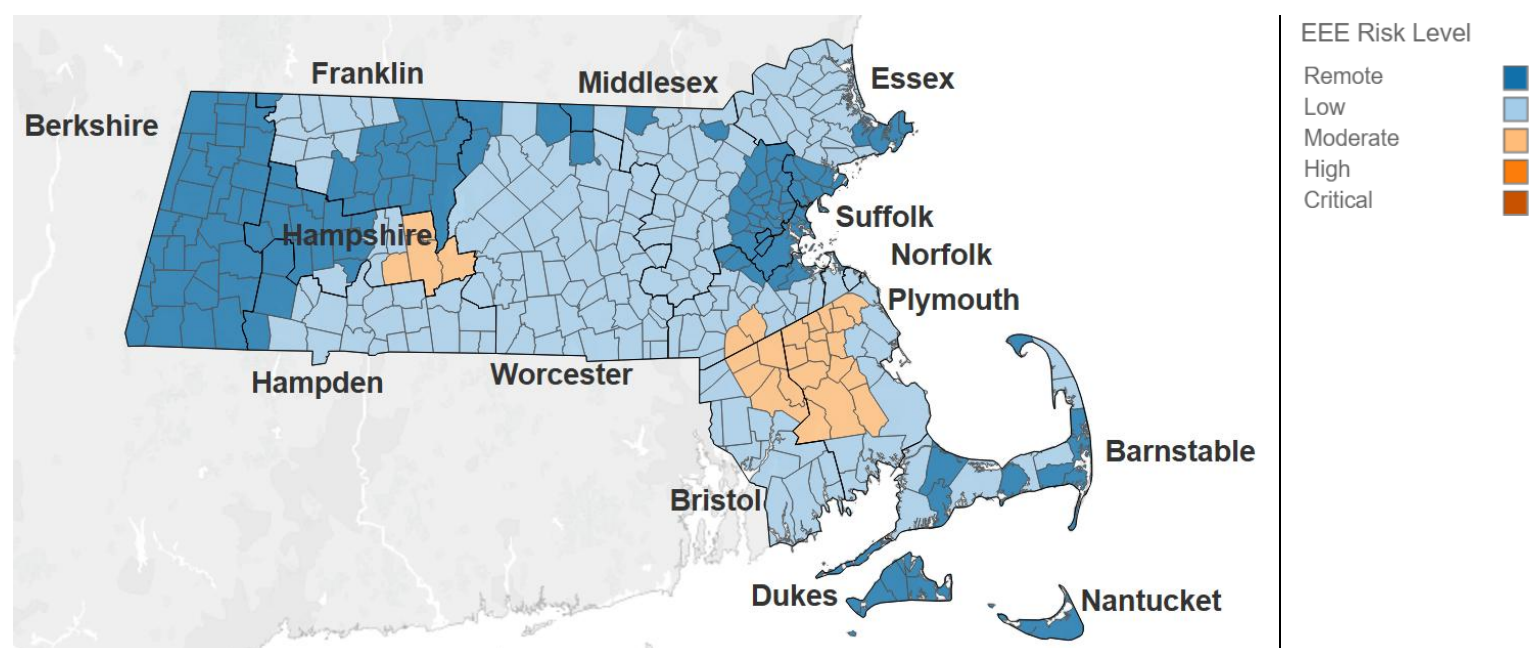 EEE Risk Level
Remote
Low
Moderate
High
Critical
Franklin
Middlesex
Essex
Berkshire
Suffolk
Hampshire
Norfolk
Plymouth
Worcester
Hampden
Barnstable
Bristol
Dukes
Nantucket